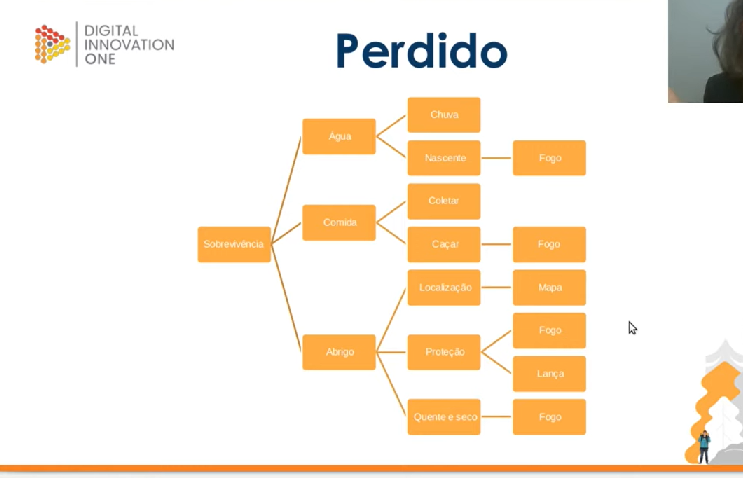 DIGITAL
INNOVATION
ONE
Perdido
Sobrevivência
Água
Chuva
Nascente
Fogo
Comida
Coletar
Caçar
Fogo
Abrigo
Localização
Mapa
Proteção
Fogo
Lança
Quente e seco
Fogo